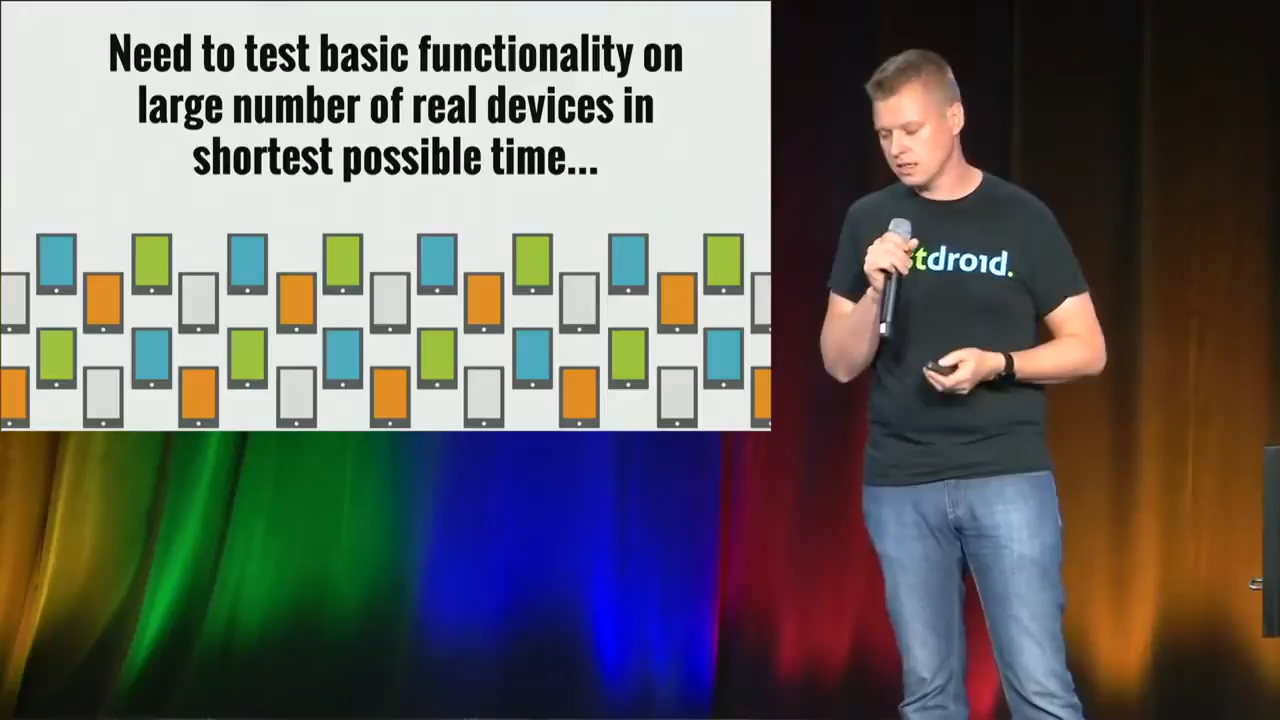 Need to test basic functionality on
large number of real devices in
shortest possible time...
tdroid.